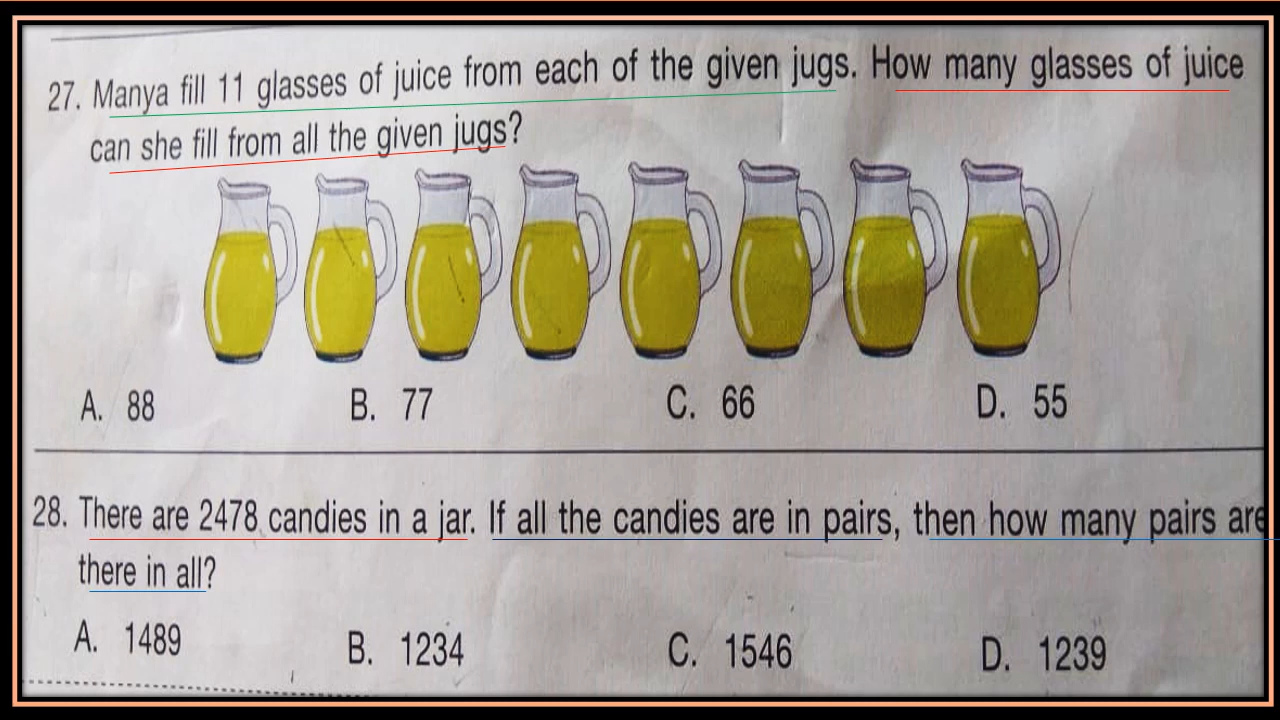 27. Manya fill 11 glasses of juice from each of the given jugs. How many glasses of juice
can she fill from all the given jugs?
A. 88 B. 77 C. 66 D. 55
28. There are 2478 candies in a jar. If all the candies are in pairs, then how many pairs are
there in all?
A. 1489 B. 1234 C. 1546 D. 1239